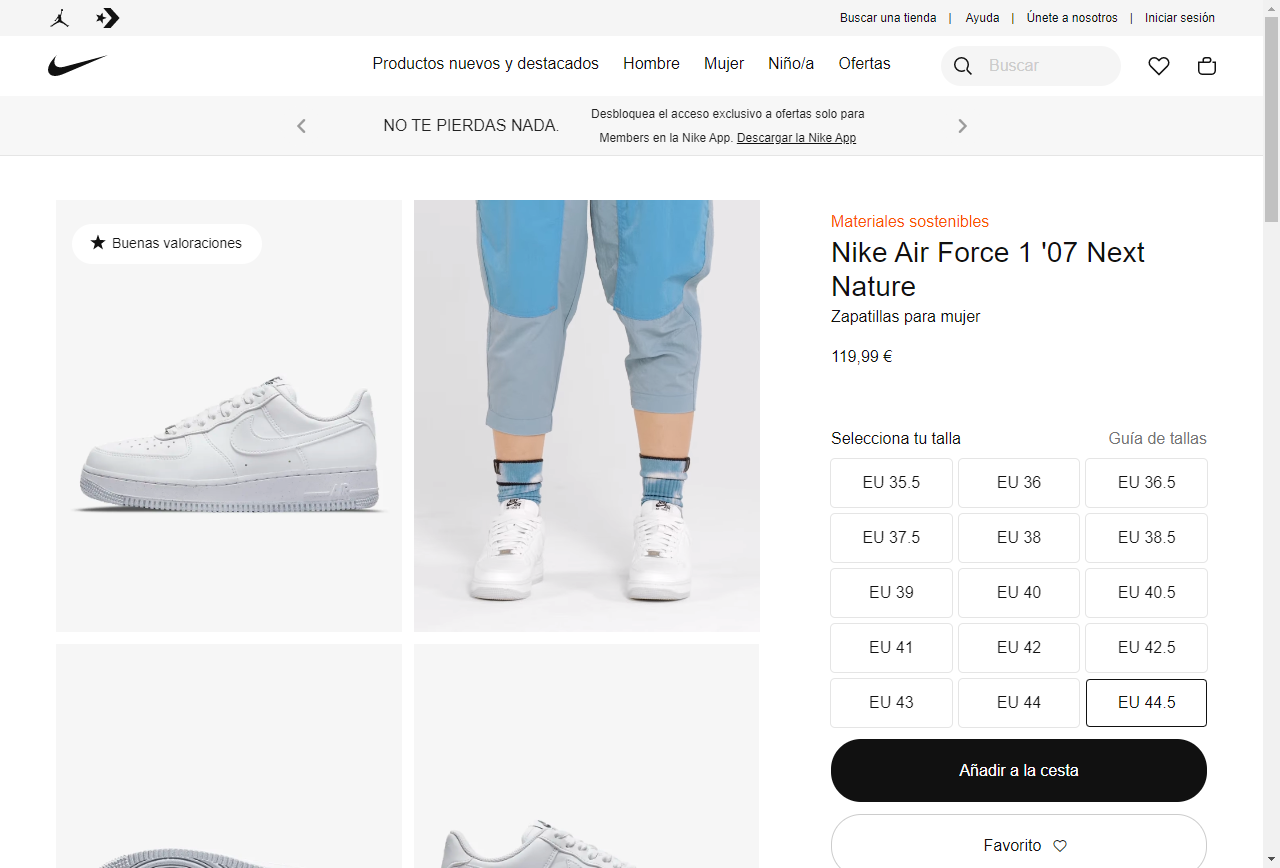 Buscar una tienda | Ayuda | Únete a nosotros | Iniciar sesión
Productos nuevos y destacados Hombre Mujer Niño/a Ofertas Buscar
NO TE PIERDAS NADA.
Desbloquea el acceso exclusivo a ofertas solo para
Members en la Nike App. Descargar la Nike App
Buenas valoraciones
Materiales sostenibles
Nike Air Force 1 '07 Next
Nature
Zapatillas para mujer
119,99 €
Selecciona tu talla Guía de tallas
EU 35.5 EU 36 EU 36.5
EU 37.5 EU 38 EU 38.5
EU 39 EU 40 EU 40.5
EU 41 EU 42 EU 42.5
EU 43 EU 44 EU 44.5
Añadir a la cesta
Favorito